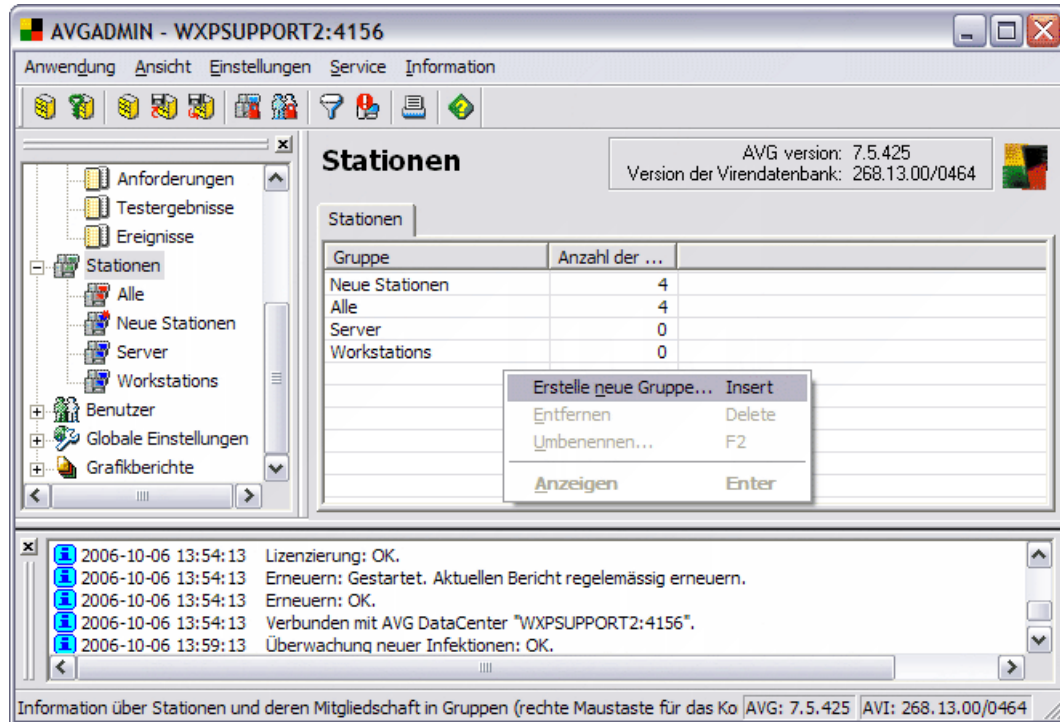 AVGADMIN - WXPSUPPORT2:4156
Anwendung Ansicht Einstellungen Service Information
Stationen
AVG version: 7.5.425
Version der Virendatenbank: 268.13.00/0464
Anforderungen
Testergebnisse
Ereignisse
Stationen
Alle
Neue Stationen
Server
Workstations
Benutzer
Globale Einstellungen
Grafikberichte
Stationen
Gruppe Anzahl der ...
Neue Stationen 4
Alle 4
Server 0
Workstations 0
Erstelle neue Gruppe... Insert
Entfernen Delete
Umbenennen... F2
Anzeigen Enter
2006-10-06 13:54:13 Lizenzierung: OK.
2006-10-06 13:54:13 Erneuern: Gestartet. Aktuellen Bericht regelemässig erneuern.
2006-10-06 13:54:13 Erneuern: OK.
2006-10-06 13:54:13 Verbunden mit AVG DataCenter "WXPSUPPORT2:4156".
2006-10-06 13:59:13 Überwachung neuer Infektionen: OK.
Information über Stationen und deren Mitgliedschaft in Gruppen (rechte Maustaste für das Ko AVG: 7.5.425 AVI: 268.13.00/0464